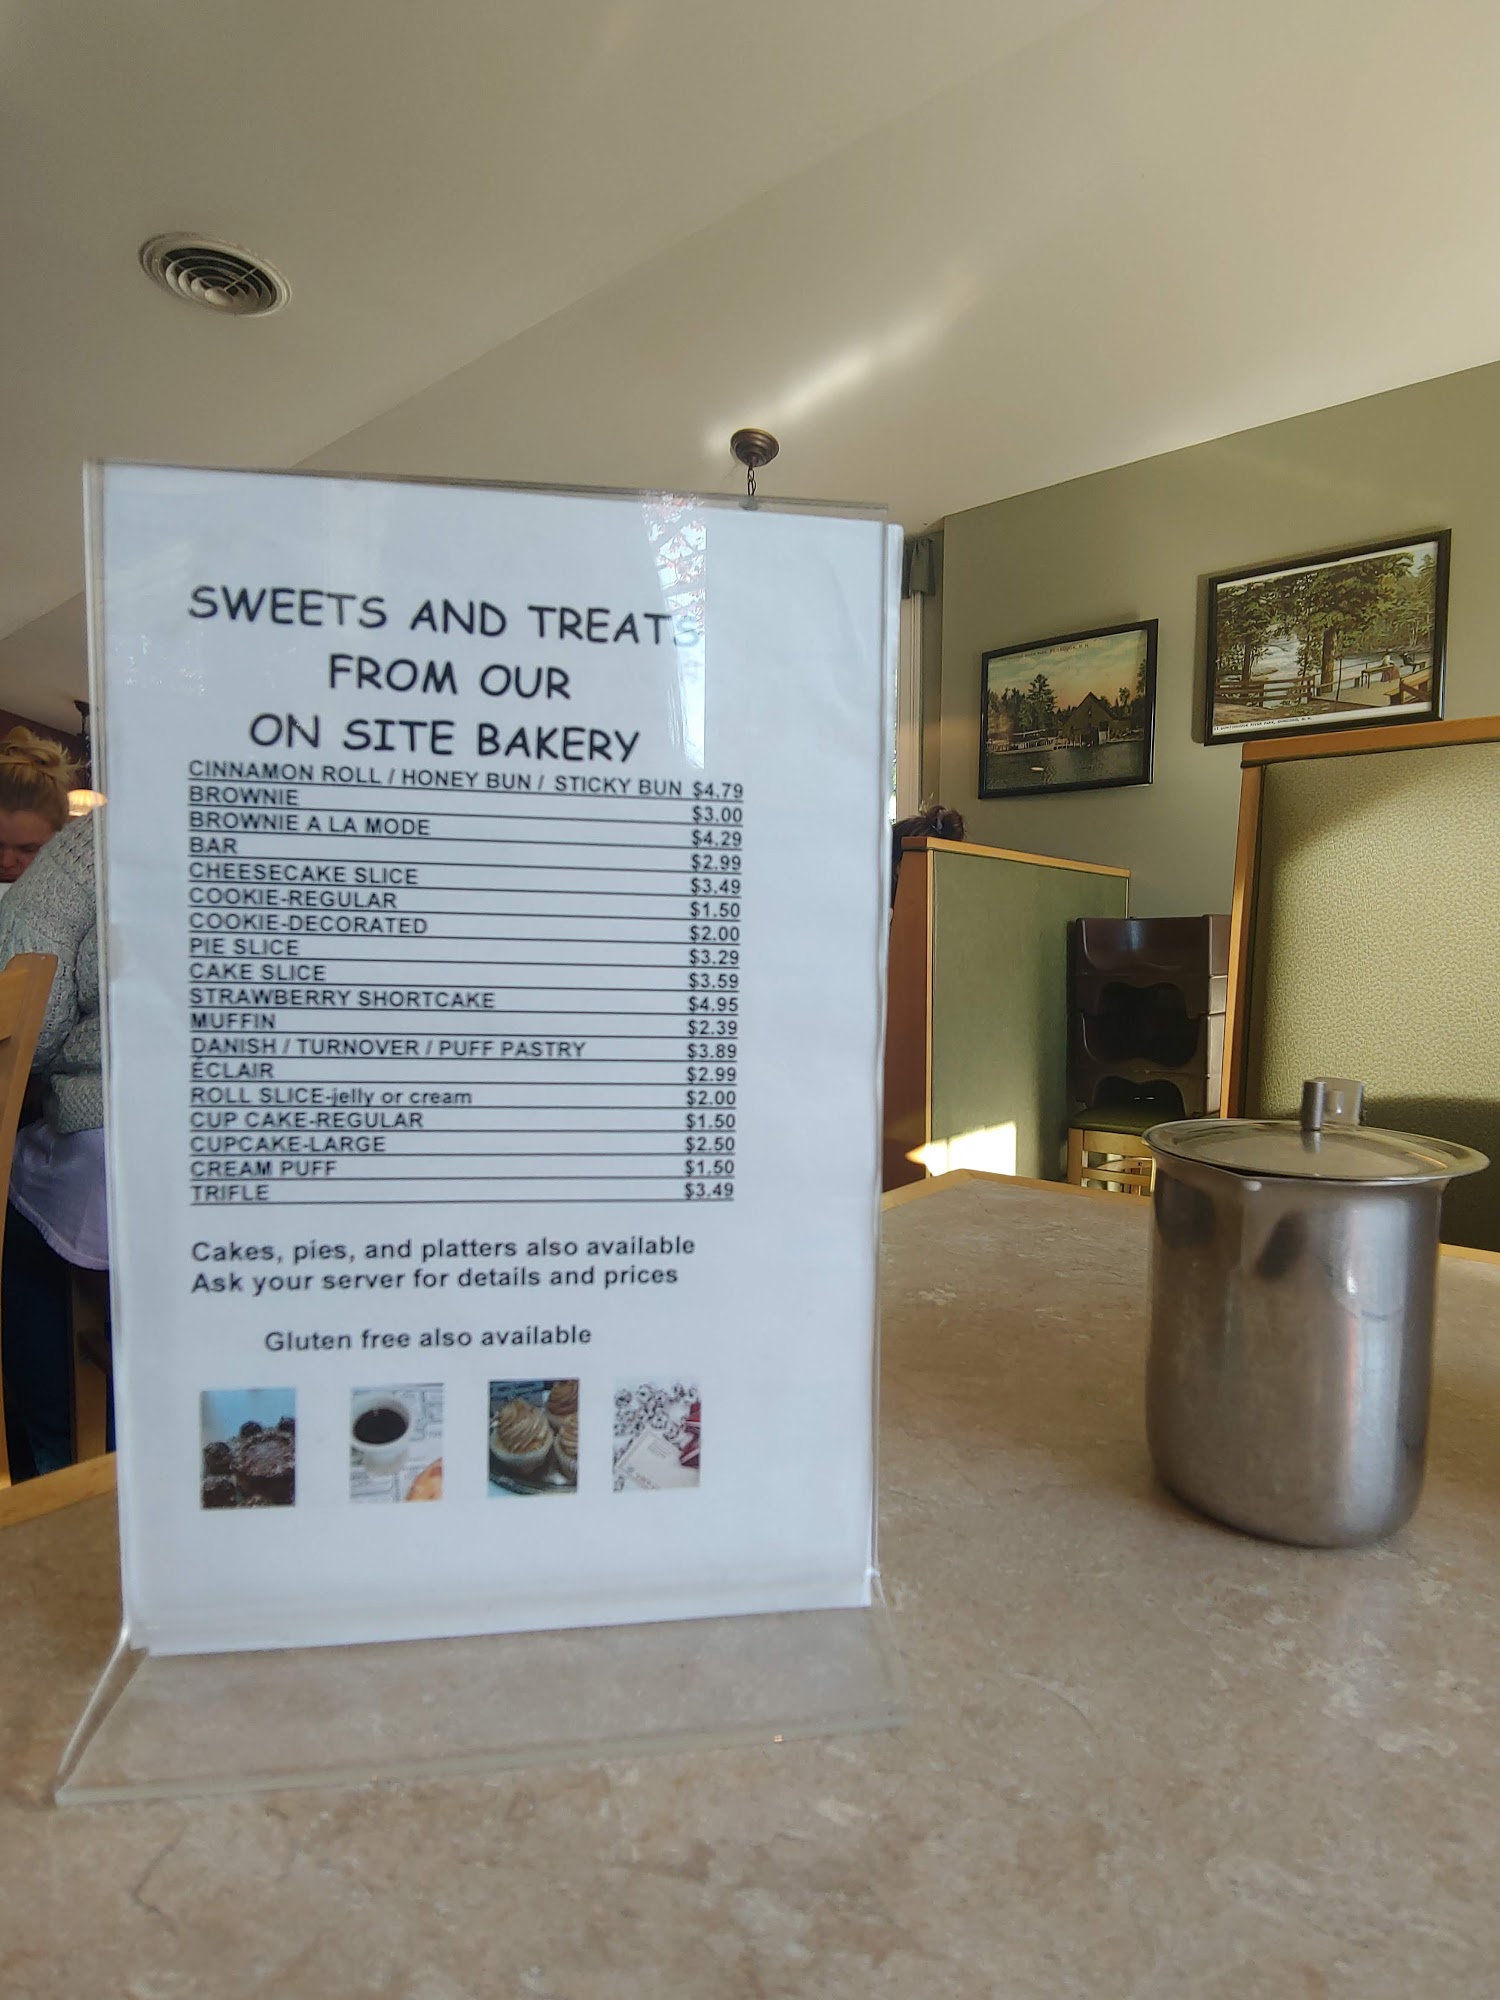 SWEETS AND TREATS
FROM OUR
ON SITE BAKERY
CINNAMON ROLL / HONEY BUN / STICKY BUN $4.79
BROWNIE $3.00
BROWNIE A LA MODE $4.29
BAR $2.99
CHEESECAKE SLICE $3.49
COOKIE-REGULAR $1.50
COOKIE-DECORATED $2.00
PIE SLICE $3.29
CAKE SLICE $3.59
STRAWBERRY SHORTCAKE $4.95
MUFFIN $2.39
DANISH / TURNOVER / PUFF PASTRY $3.89
ÉCLAIR $2.99
ROLL SLICE-jelly or cream $2.00
CUP CAKE-REGULAR $1.50
CUPCAKE-LARGE $2.50
CREAM PUFF $1.50
TRIFLE $3.49
Cakes, pies, and platters also available
Ask your server for details and prices
Gluten free also available